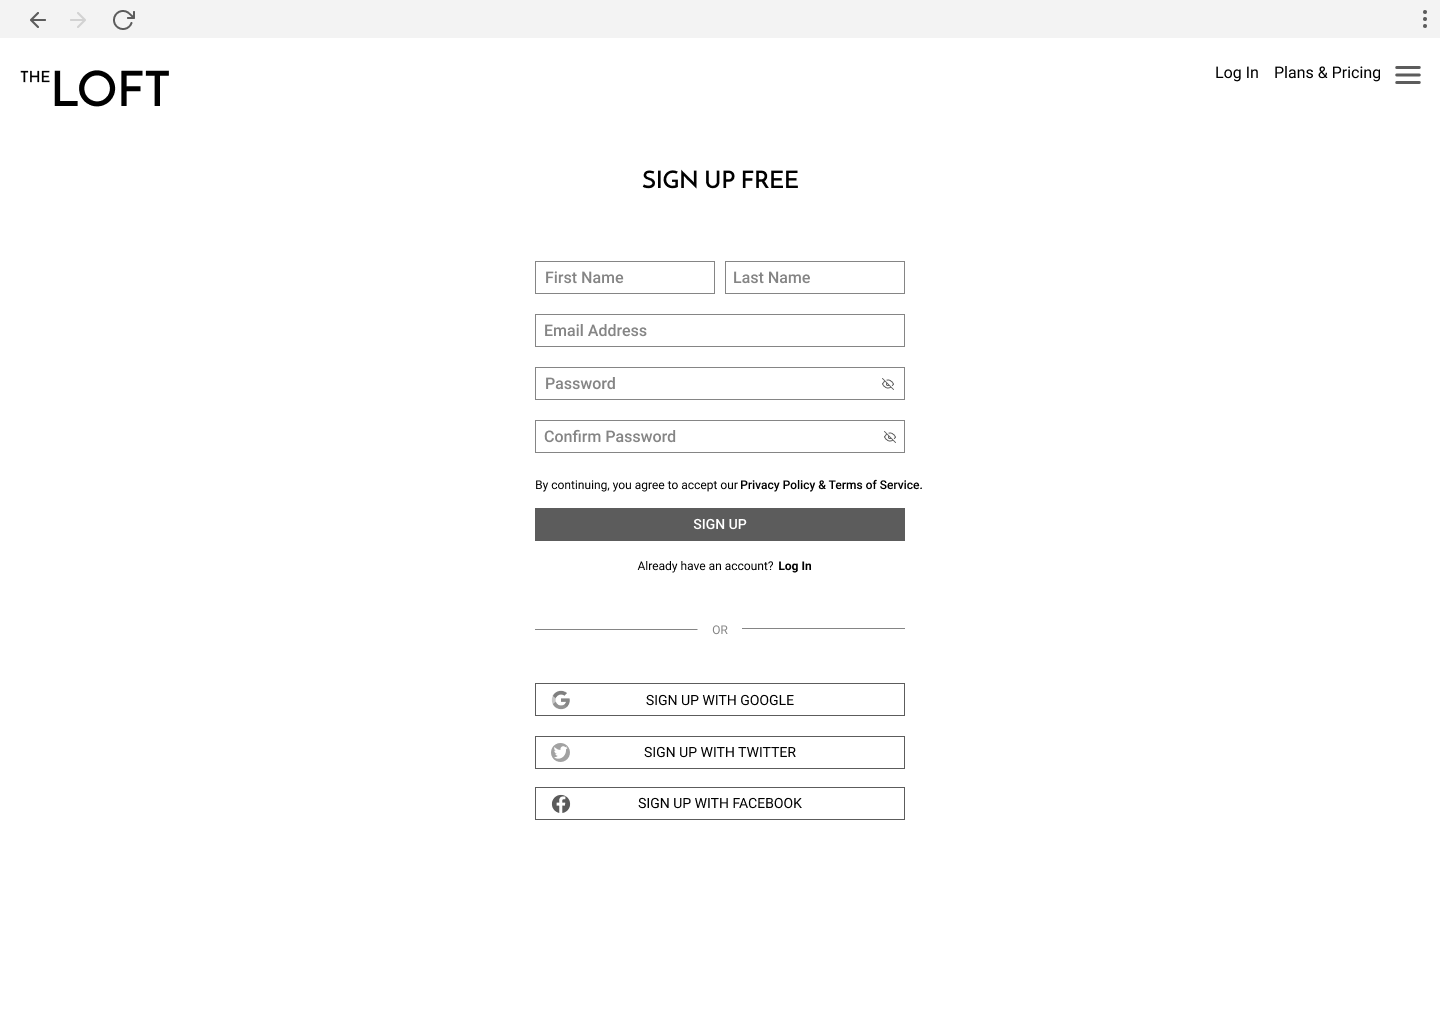 THE LOFT
Log In Plans & Pricing
SIGN UP FREE
First Name Last Name
Email Address
Password
Confirm Password
By continuing, you agree to accept our Privacy Policy & Terms of Service.
SIGN UP
Already have an account? Log In
OR
SIGN UP WITH GOOGLE
SIGN UP WITH TWITTER
SIGN UP WITH FACEBOOK